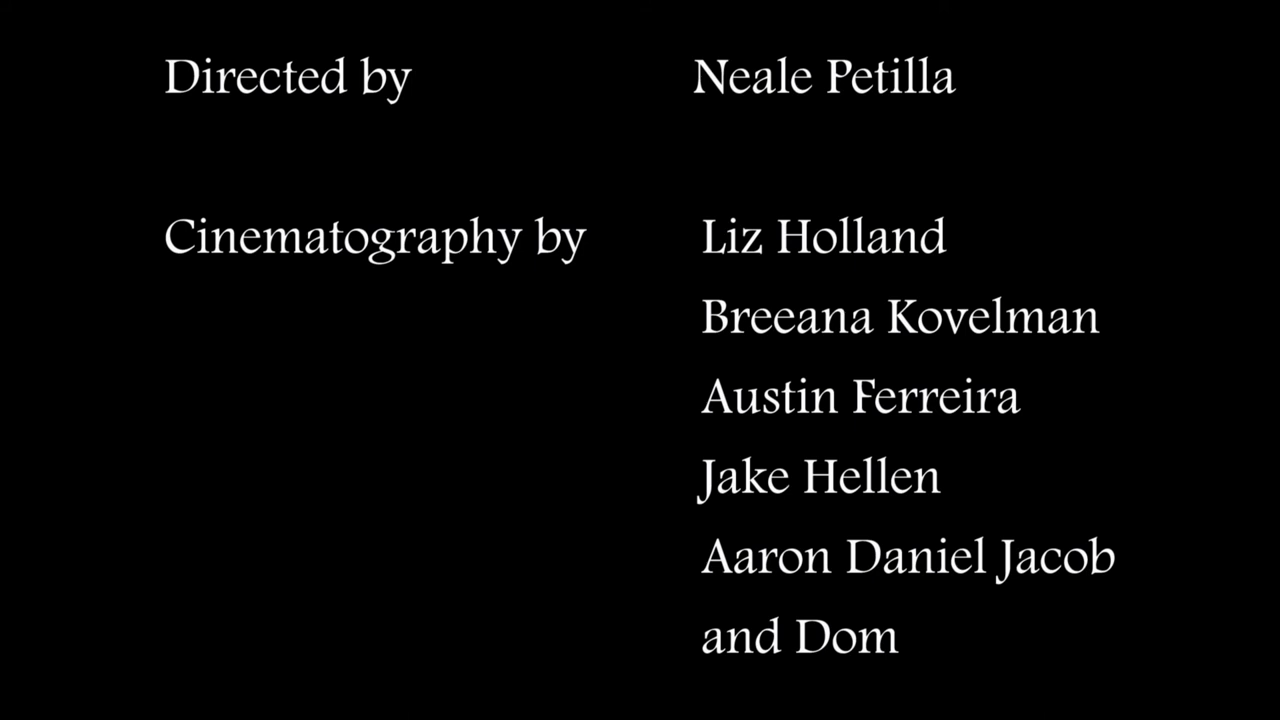 Directed by Neale Petilla
Cinematography by Liz Holland
Breeana Kovelman
Austin Ferreira
Jake Hellen
Aaron Daniel Jacob
and Dom